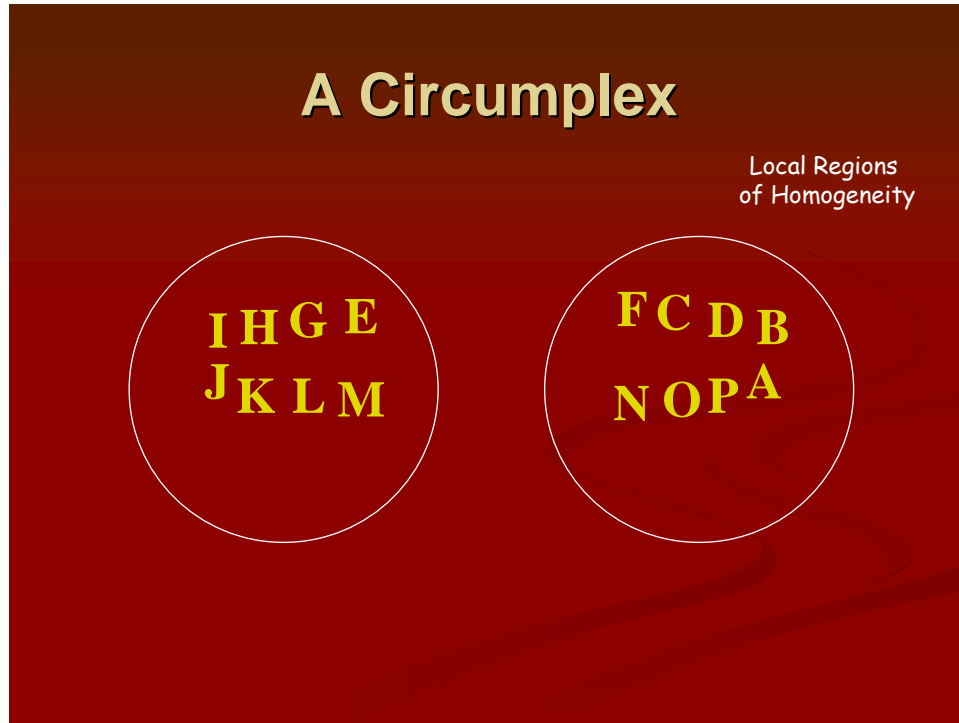 A Circumplex
Local Regions
of Homogeneity
I H G E
J K L M
F C D B
N O P A